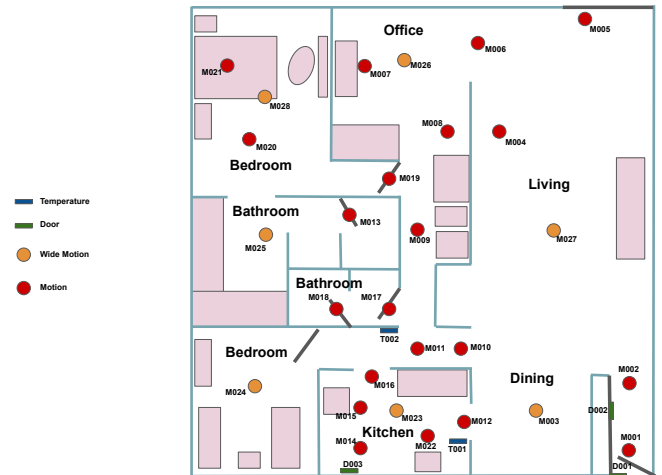 Office
M005
M006
M021
M007
M026
M028
M008
M004
M020
Bedroom
M019
Living
Bathroom
M013
M025
M009
M027
Temperature
Door
Wide Motion
Motion
Bathroom
M018
M017
T002
Bedroom
M011
M010
M016
Dining
M002
M024
M015
M023
M003
D002
M012
Kitchen
M014
M022
T001
M001
D003
D001